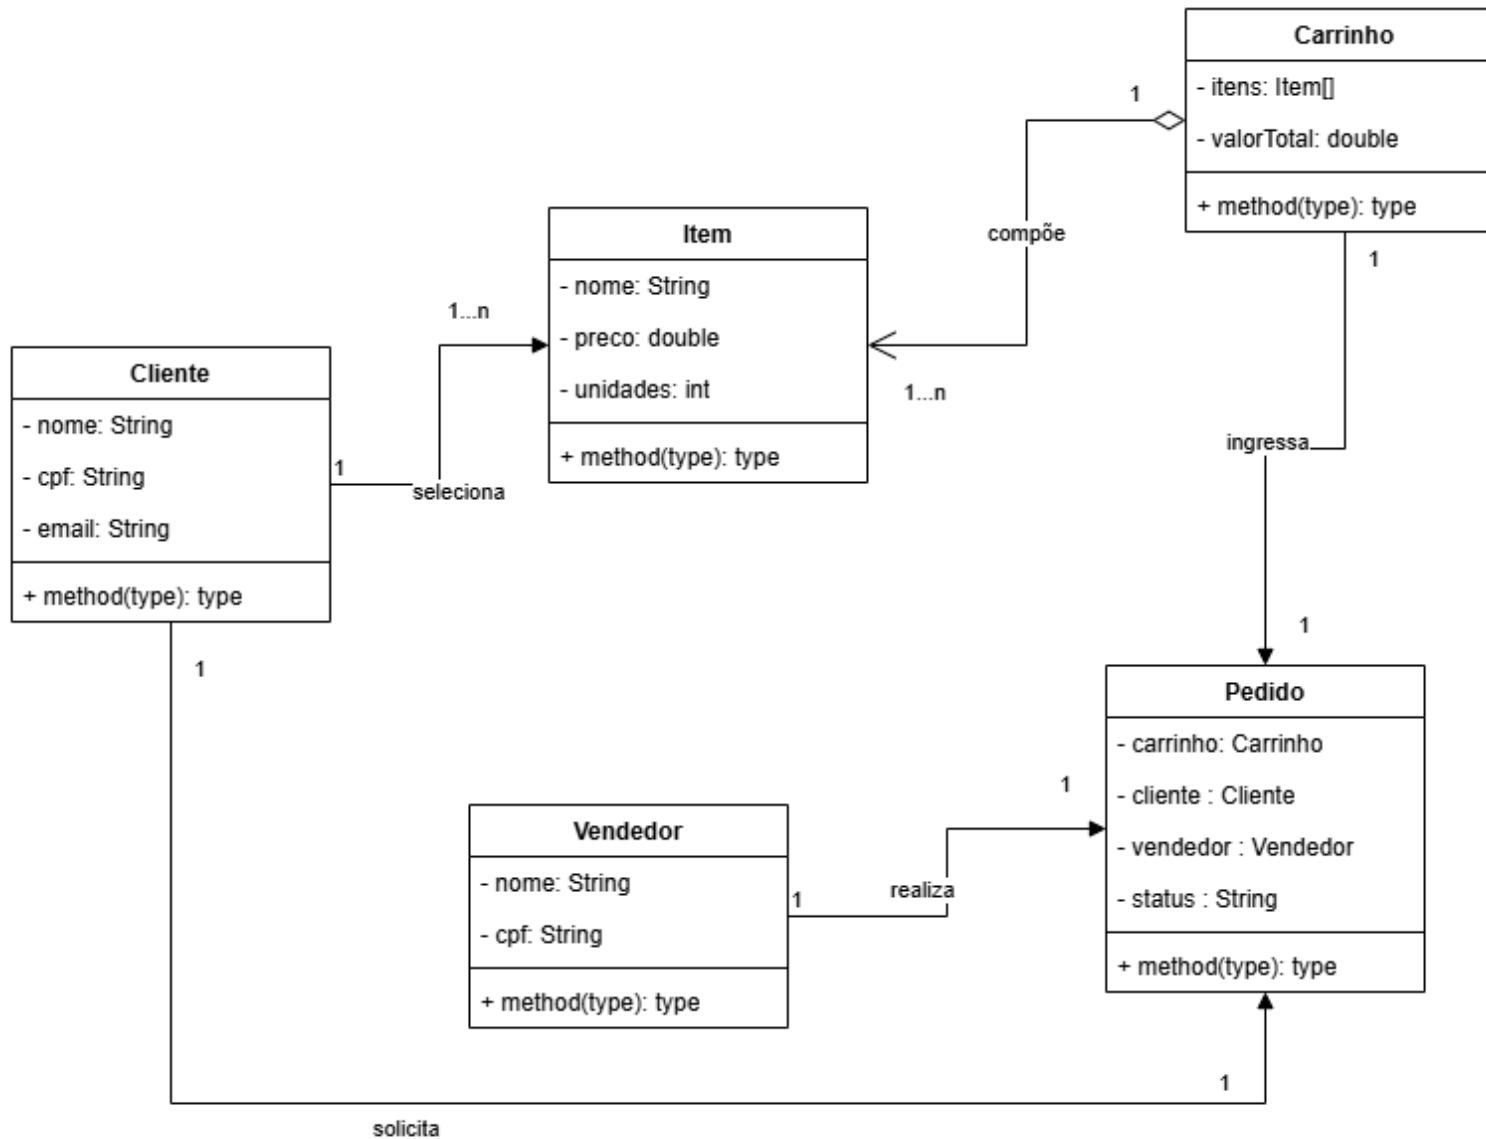 Carrinho
- itens: Item[]
- valorTotal: double
+ method(type): type
1
1
compõe
1...n
Item
- nome: String
- preco: double
- unidades: int
+ method(type): type
1...n
Cliente
- nome: String
- cpf: String
- email: String
+ method(type): type
1
seleciona
1
ingressa
1
Pedido
- carrinho: Carrinho
- cliente : Cliente
- vendedor : Vendedor
- status : String
+ method(type): type
1
Vendedor
- nome: String
- cpf: String
+ method(type): type
1
realiza
1
solicita